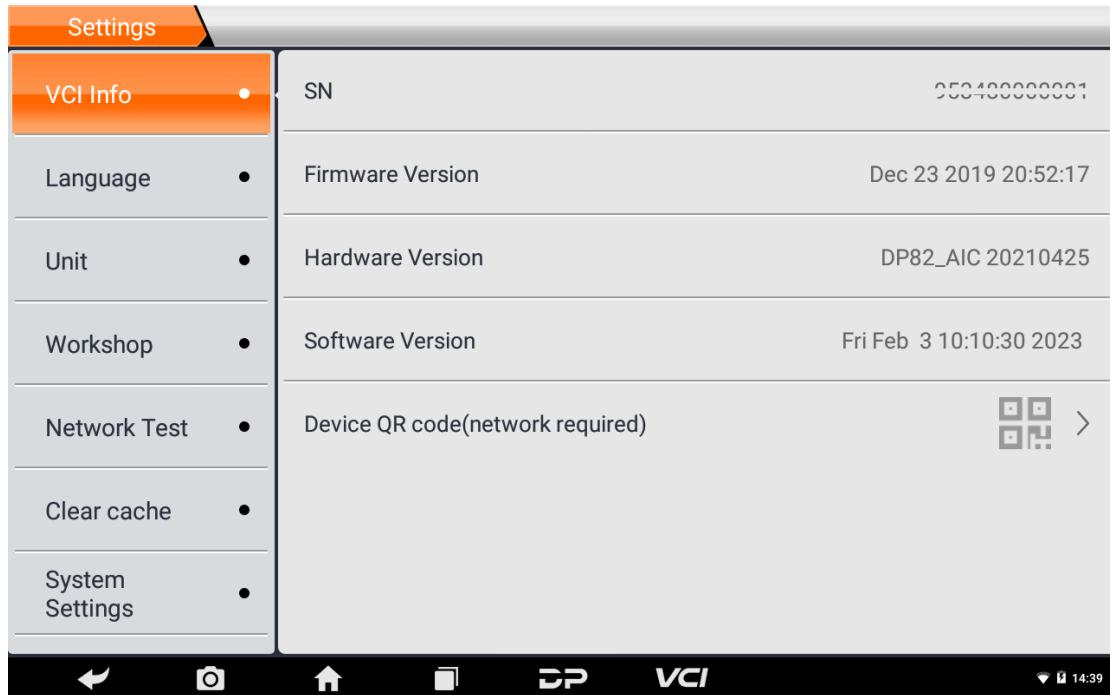 Settings
VCI Info
SN
Language
Firmware Version
Dec 23 2019 20:52:17
Unit
Hardware Version
DP82_AIC 20210425
Workshop
Software Version
Fri Feb  3 10:10:30 2023
Network Test
Device QR code(network required)
Clear cache
System
Settings
DP
VCI
14:39